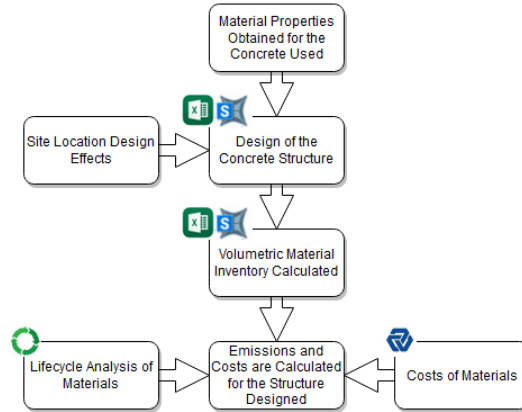 Material Properties
Obtained for the
Concrete Used
Site Location Design
Effects
Design of the
Concrete Structure
Volumetric Material
Inventory Calculated
Lifecycle Analysis of
Materials
Emissions and
Costs are Calculated
for the Structure
Designed
Costs of Materials